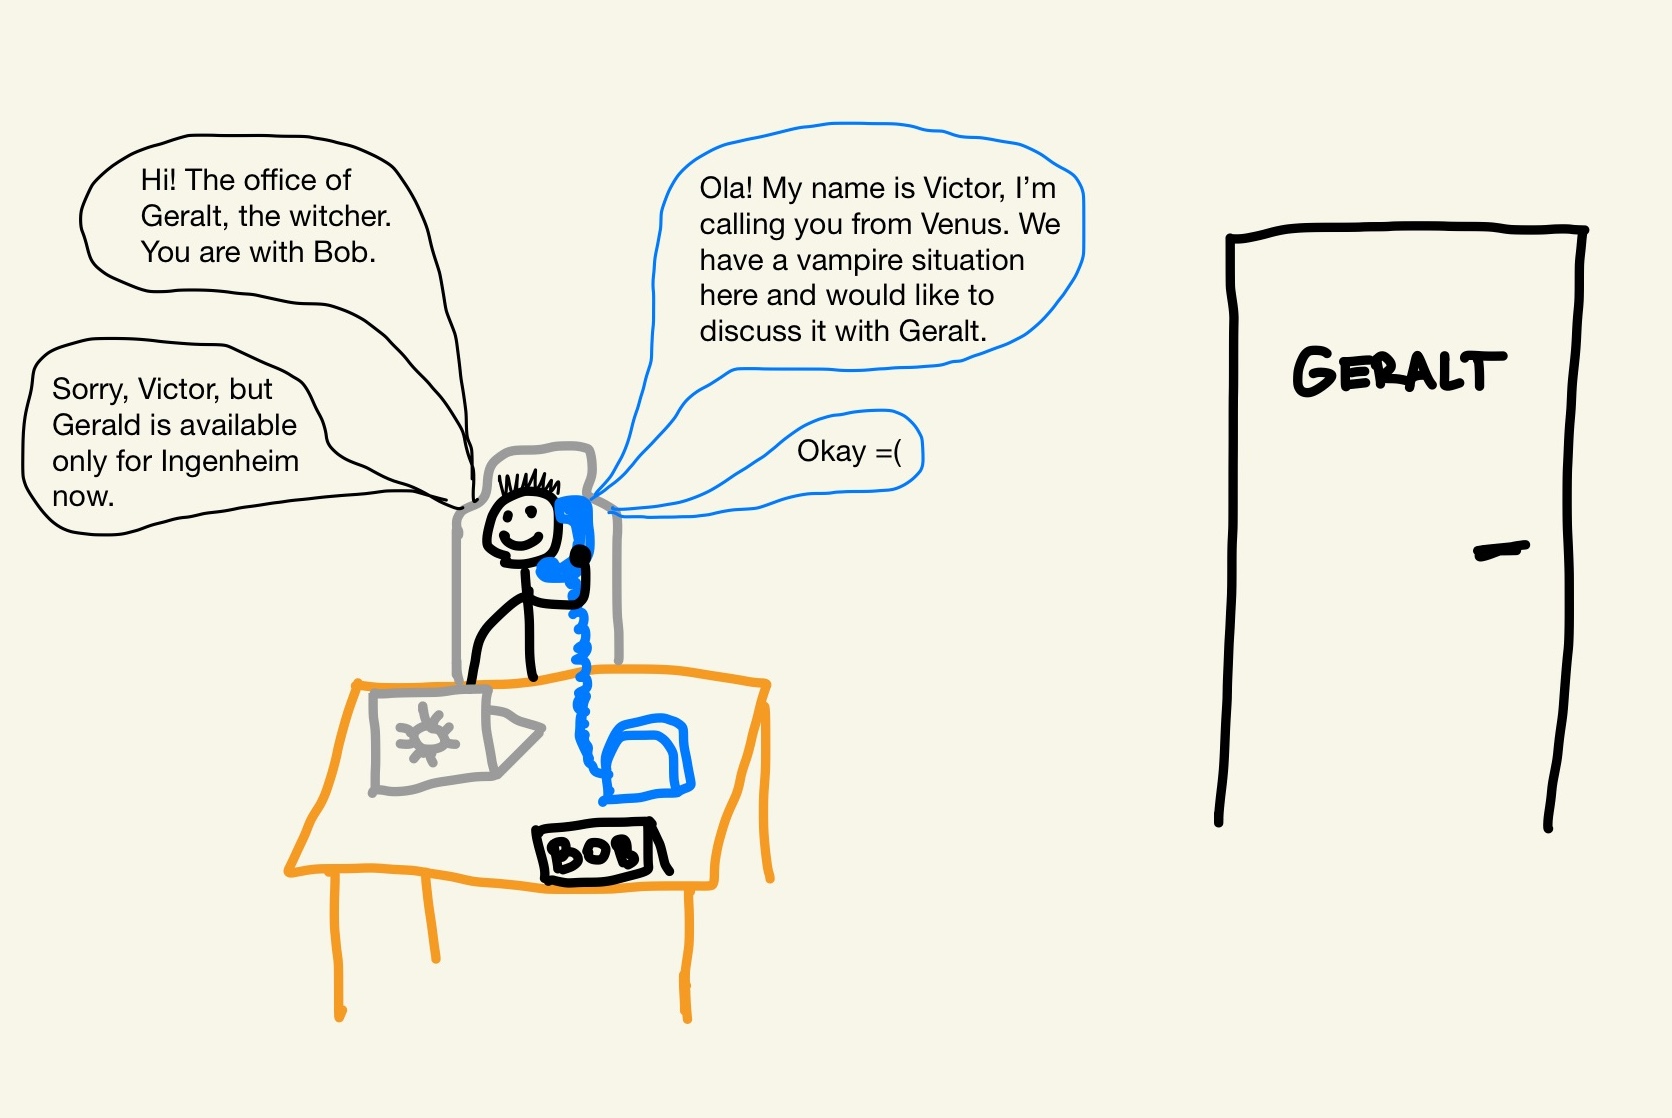 Hi! The office of
Geralt, the witcher.
You are with Bob.
Ola! My name is Victor, I'm
calling you from Venus. We
have a vampire situation
here and would like to
discuss it with Geralt.
Sorry, Victor, but
Gerald is available
only for Ingenheim
now.
Okay =(
GERALT
BOB